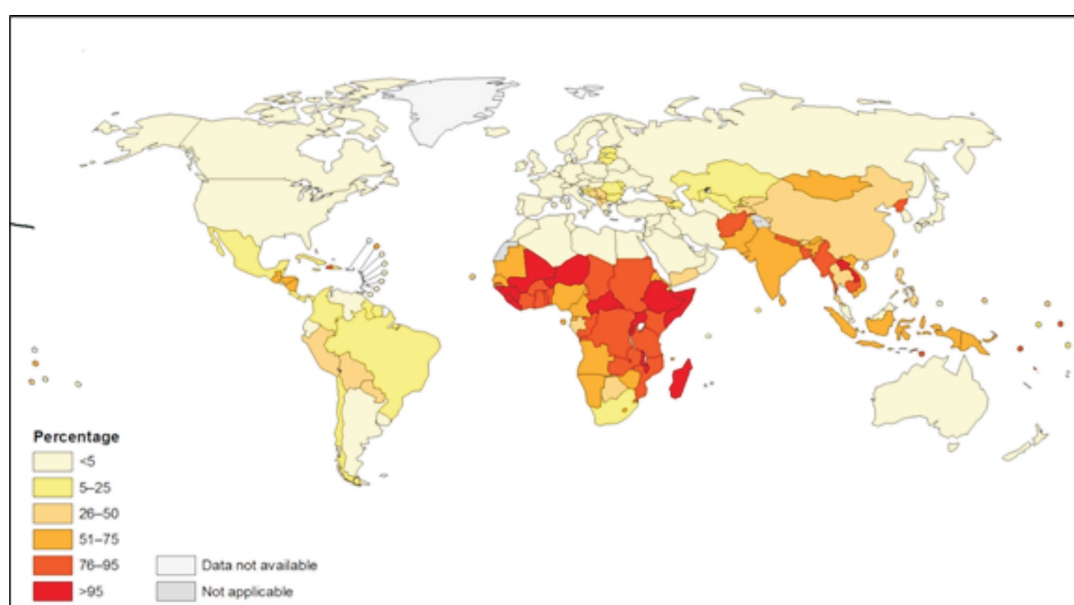 Percentage
<5
5–25
26–50
51–75
76–95
>95
Data not available
Not applicable